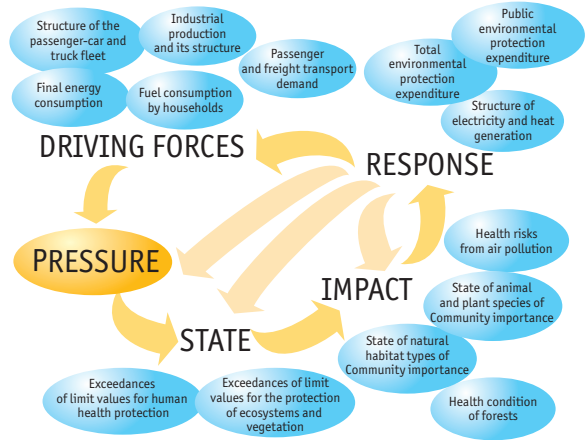 Structure of the
passenger-car and
truck fleet
Industrial
production
and its structure
Passenger
and freight transport
demand
Final energy
consumption
Fuel consumption
by households
Public
environmental
protection
expenditure
Total
environmental
protection
expenditure
Structure of
electricity and heat
generation
DRIVING FORCES
RESPONSE
PRESSURE
IMPACT
STATE
Health risks
from air pollution
State of animal
and plant species of
Community importance
State of natural
habitat types of
Community importance
Health condition
of forests
Exceedances
of limit values for human
health protection
Exceedances of limit
values for the protection
of ecosystems and
vegetation